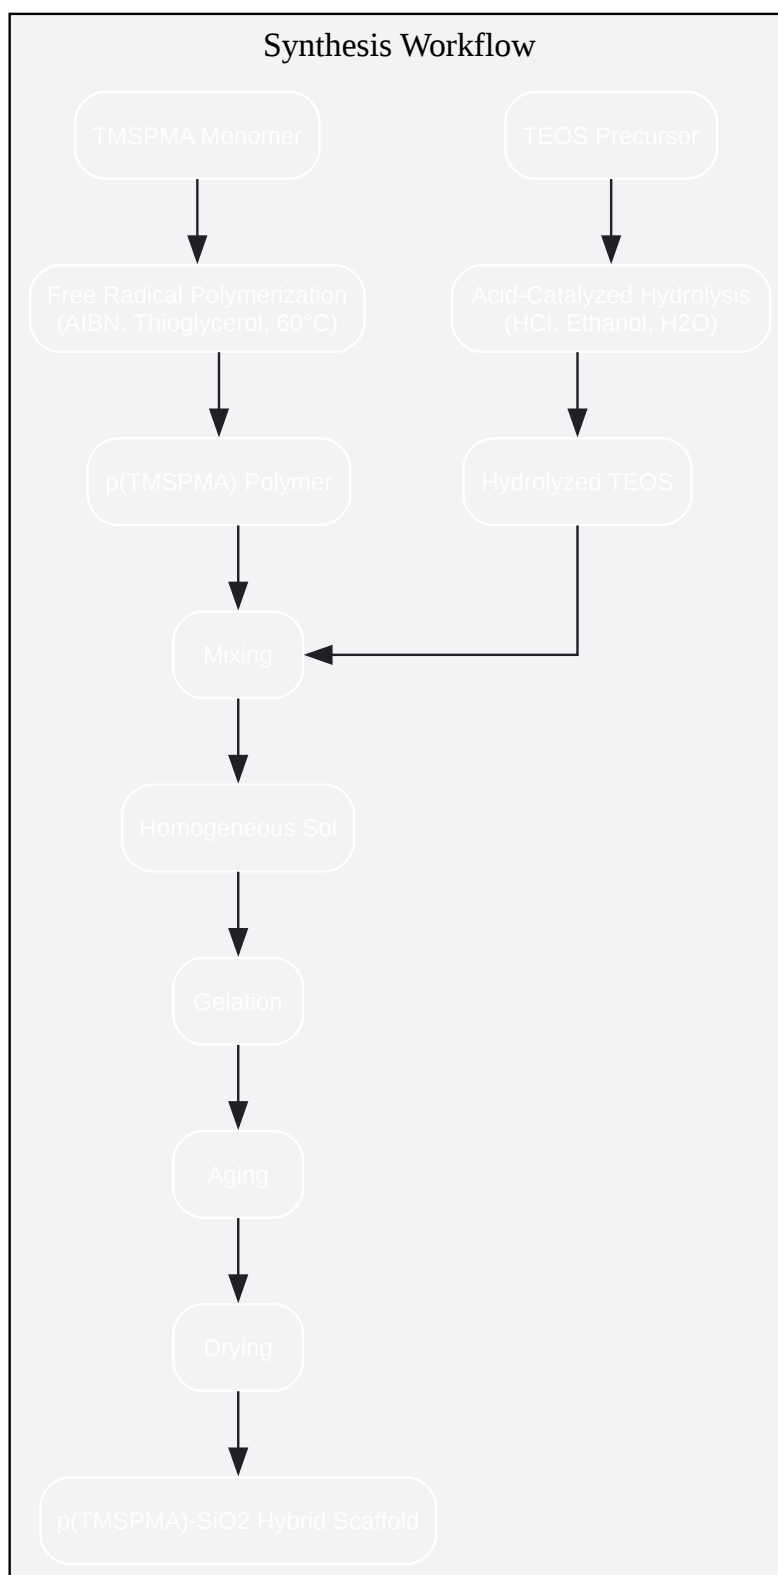 Synthesis Workflow
TMSPMA Monomer
TEOS Precursor
Free Radical Polymerization
(AIBN, Thioglycerol, 60°C)
Acid-Catalyzed Hydrolysis
(HCl, Ethanol, H2O)
p(TMSPMA) Polymer
Hydrolyzed TEOS
Mixing
Homogeneous Sol
Gelation
Aging
Drying
p(TMSPMA)-SiO2 Hybrid Scaffold